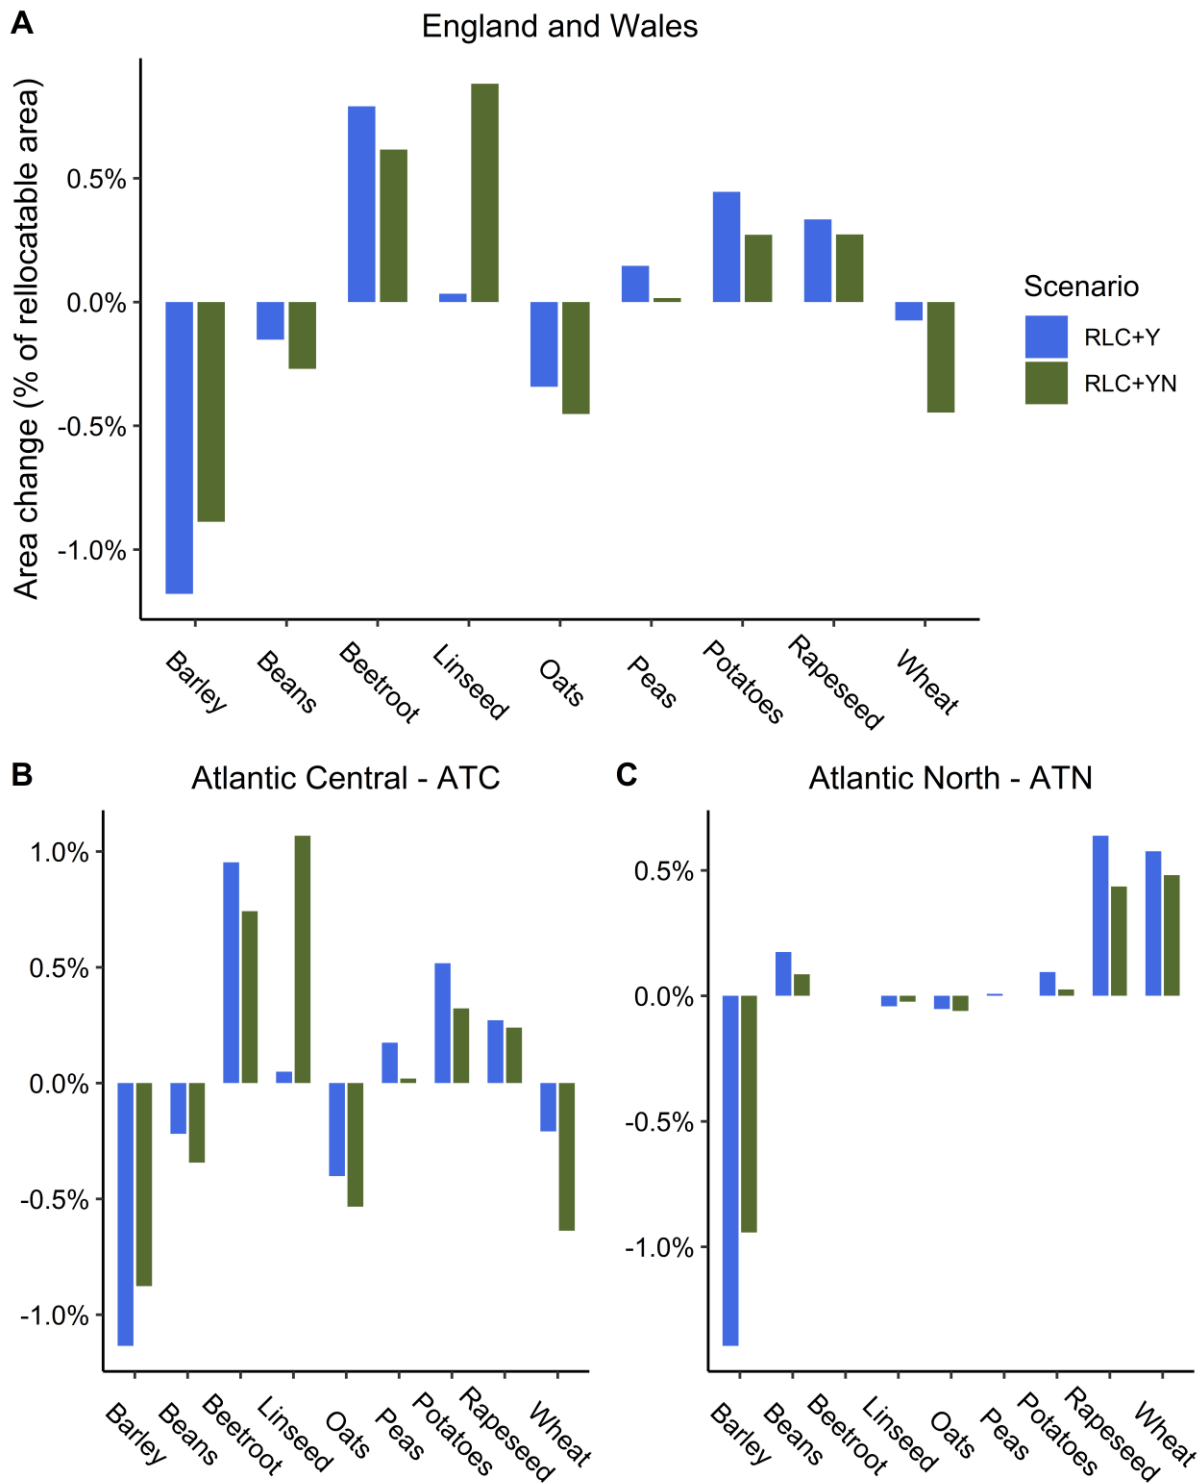 A
England and Wales
Area change (% of rellocatable area)
0.5%
0.0%
-0.5%
-1.0%
Barley
Beans
Beetroot
Linseed
Oats
Peas
Potatoes
Rapeseed
Wheat
Scenario
RLC+Y
RLC+YN
B
Atlantic Central - ATC
1.0%
0.5%
0.0%
-0.5%
-1.0%
Barley
Beans
Beetroot
Linseed
Oats
Peas
Potatoes
Rapeseed
Wheat
C
Atlantic North - ATN
0.5%
0.0%
-0.5%
-1.0%
Barley
Beans
Beetroot
Linseed
Oats
Peas
Potatoes
Rapeseed
Wheat